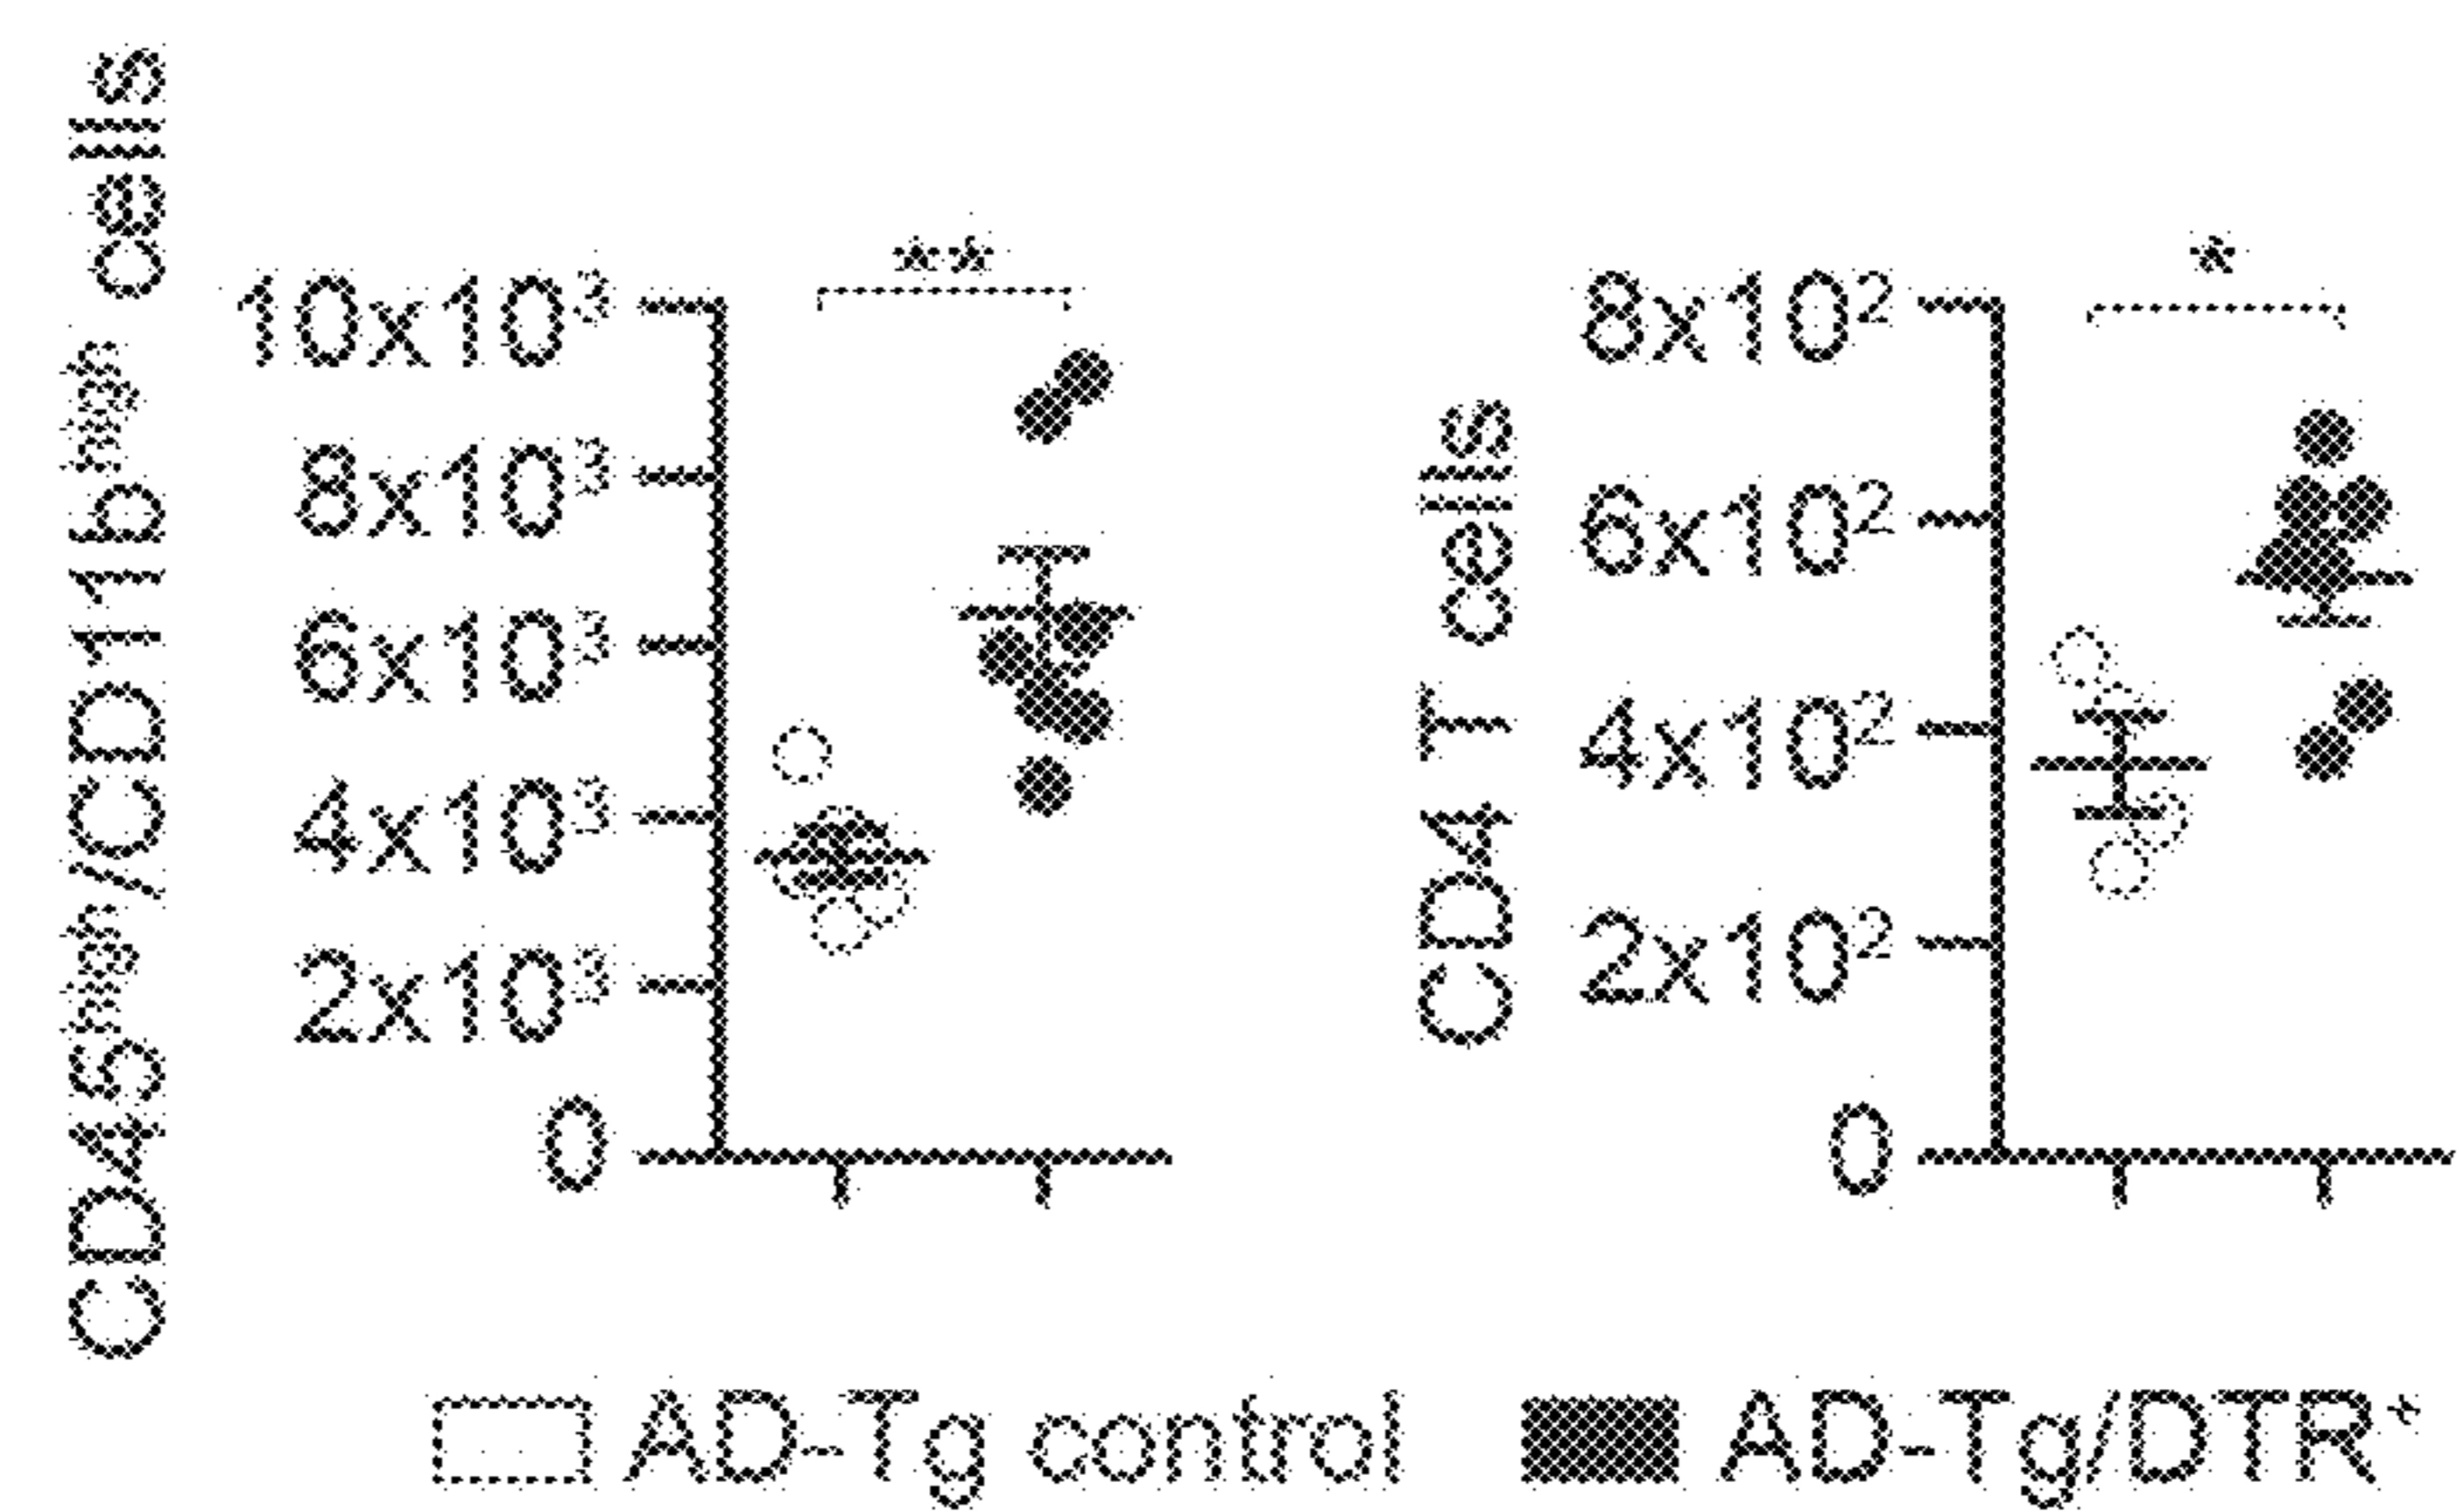 CD45ʰⁱᵍʰ/CD11bʰⁱᵍʰ cells
**
10x10³
8x10³
6x10³
4x10³
2x10³
0
CD4 T cells
*
8x10²
6x10²
4x10²
2x10²
0
AD-Tg control
AD-Tg/DTR⁺